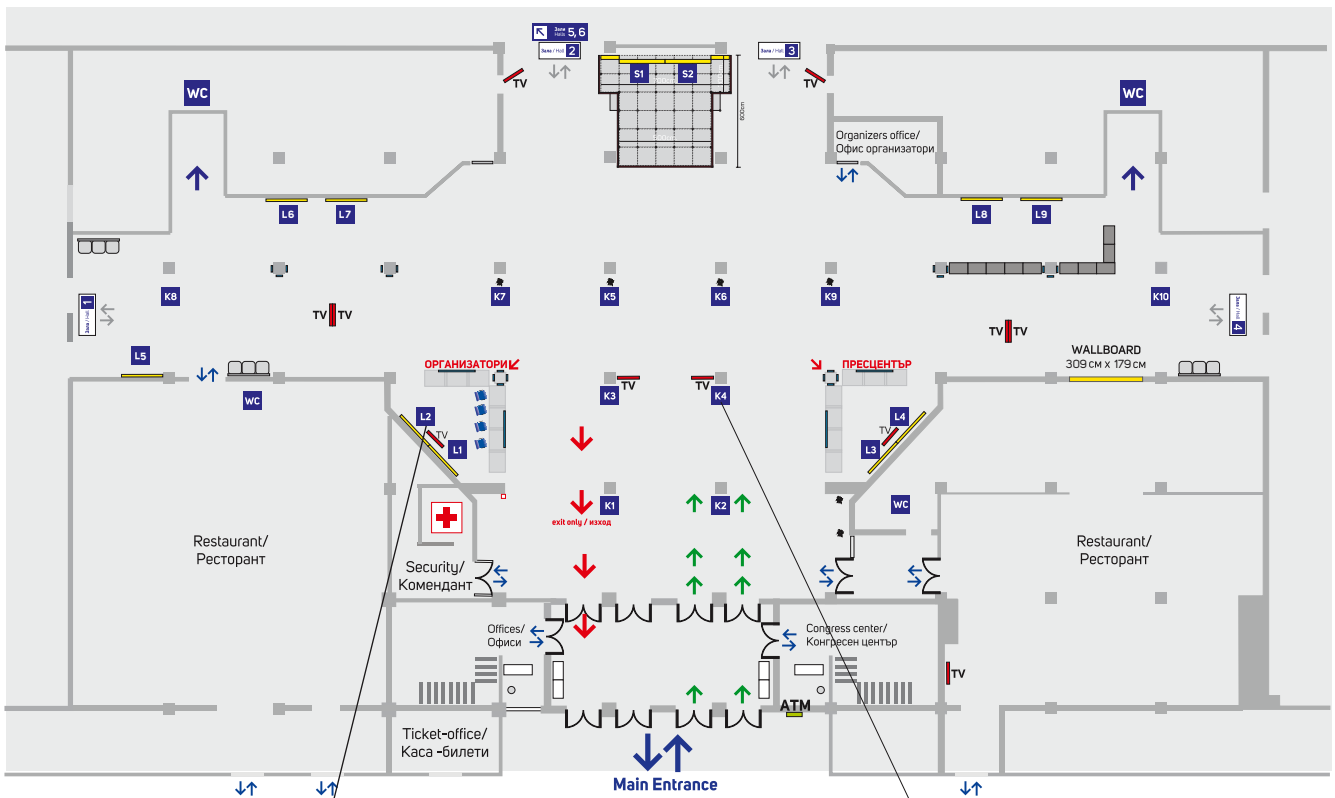 Зала
Halls 5, 6
Зала / Hall 2
Зала / Hall 3
S1
S2
TV
TV
600cm
WC
WC
Organizers office/
Офис организатори
L6
L7
L8
L9
K8
K7
K5
K6
K9
K10
Зала / Hall 1
Зала / Hall 4
TV TV
TV TV
L5
WALLBOARD
309 см x 179 см
ОРГАНИЗАТОРИ
ПРЕСЦЕНТЪР
TV
TV
WC
K3
K4
L2
TV
L1
L4
TV
L3
K1
K2
WC
exit only / изход
Restaurant/
Ресторант
Restaurant/
Ресторант
Security/
Комендант
Offices/
Офиси
Congress center/
Конгресен център
TV
ATM
Ticket-office/
Каса -билети
Main Entrance